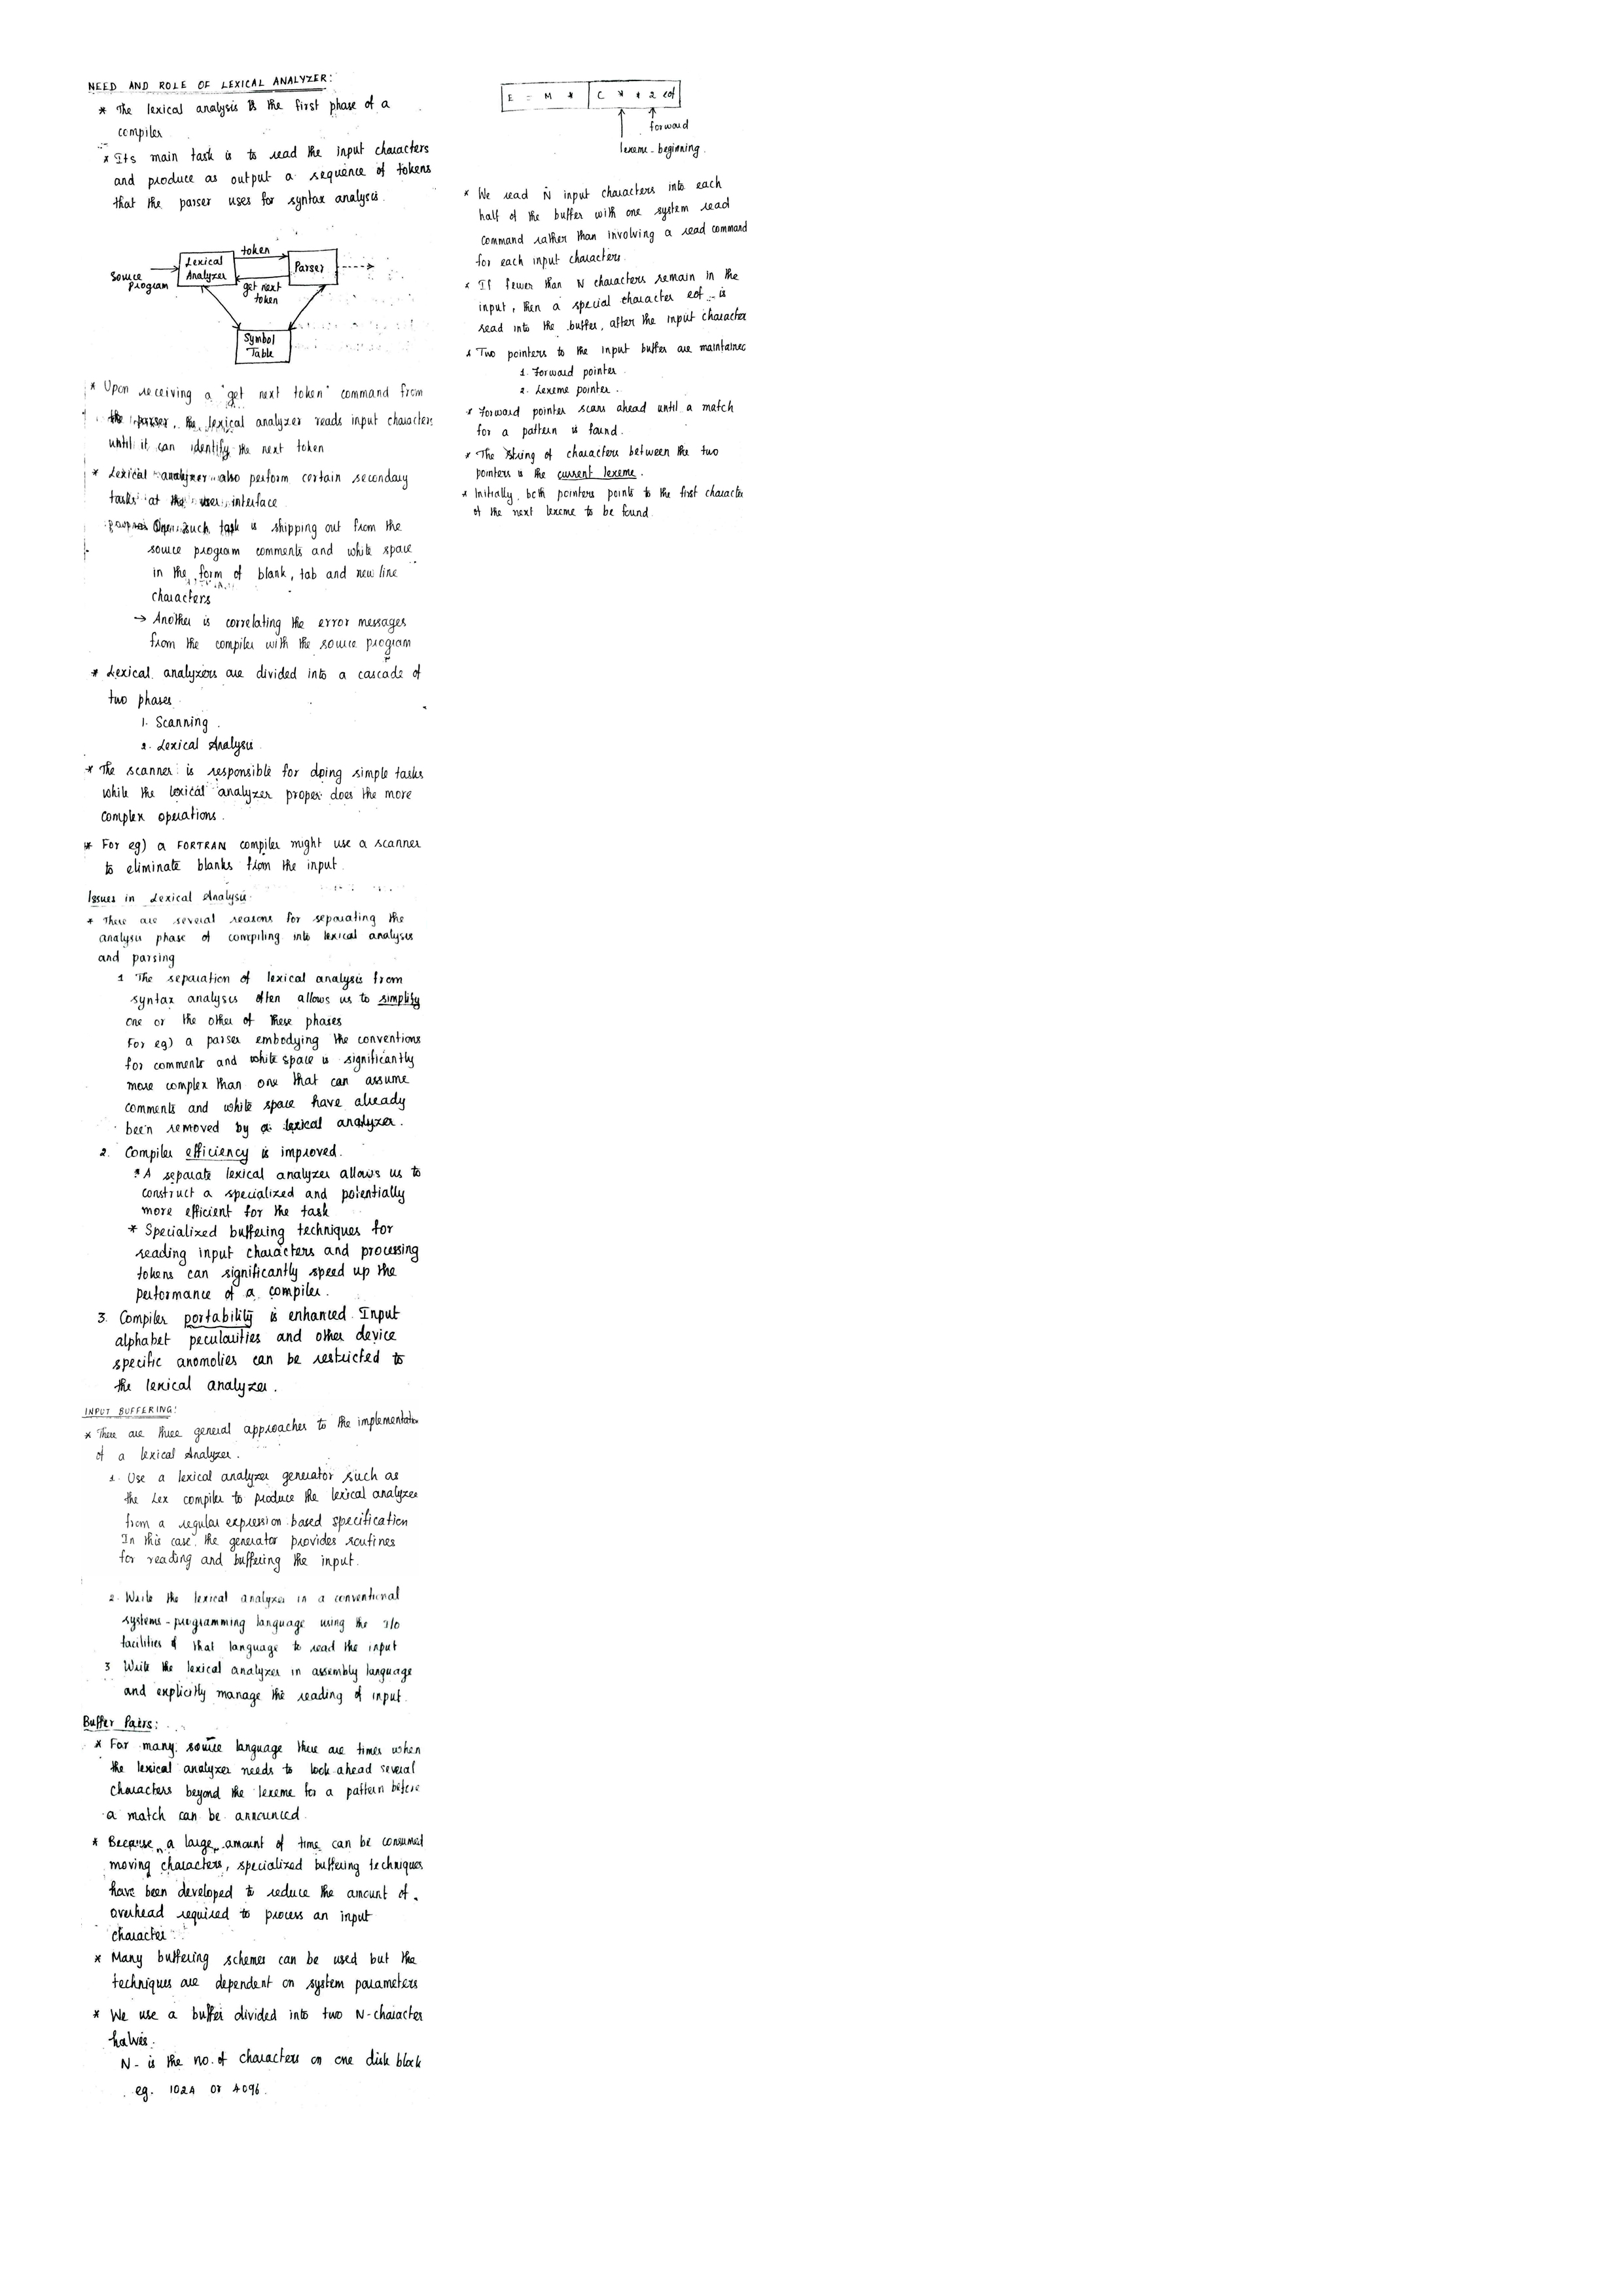 NEED AND ROLE OF LEXICAL ANALYZER:
* The lexical analysis is the first phase of a
compiler
* Its main task is to read the input characters
and produce as output a sequence of tokens
that the parser uses for syntax analysis.
source
program
Lexical
Analyzer
token
get next
token
Parser
Symbol
Table
* Upon receiving a "get next token" command from
the parser, the lexical analyzer reads input characters
until it can identify the next token
* Lexical analyzer also perform certain secondary
tasks at the user interface
One such task is shipping out from the
source program comments and white space
in the form of blank, tab and new line
characters
→ Another is correlating the error messages
from the compiler with the source program
* Lexical analyzers are divided into a cascade of
two phases
1. Scanning
2. Lexical Analysis
* The scanner is responsible for doing simple tasks
while the lexical analyzer proper does the more
complex operations.
* For eg) a FORTRAN compiler might use a scanner
to eliminate blanks from the input
Issues in Lexical Analysis
* There are several reasons for separating the
analysis phase of compiling into lexical analysis
and parsing
1 The separation of lexical analysis from
syntax analysis often allows us to simplify
one or the other of these phases
For eg) a parser embodying the conventions
for comments and white space is significantly
more complex than one that can assume
comments and white space have already
been removed by a lexical analyzer.
2. Compiler efficiency is improved.
* A separate lexical analyzer allows us to
construct a specialized and potentially
more efficient for the task
* Specialized buffering techniques for
reading input characters and processing
tokens can significantly speed up the
performance of a compiler.
3. Compiler portability is enhanced. Input
alphabet peculiarities and other device
specific anomolies can be restricted to
the lexical analyzer.
INPUT BUFFERING:
* There are three general approaches to the implementation
of a lexical Analyzer.
1. Use a lexical analyzer generator such as
the Lex compiler to produce the lexical analyzer
from a regular expression based specification
In this case, the generator provides routines
for reading and buffering the input.
2. Write the lexical analyzer in a conventional
systems-programming language using the I/O
facilities of that language to read the input
3 Write the lexical analyzer in assembly language
and explicitly manage the reading of input.
Buffer Pairs:
* For many source language there are times when
the lexical analyzer needs to look ahead several
characters beyond the lexeme for a pattern before
a match can be announced.
* Because a large amount of time can be consumed
moving characters, specialized buffering techniques
have been developed to reduce the amount of
overhead required to process an input
character
* Many buffering schemes can be used but the
techniques are dependent on system parameters
* We use a buffer divided into two N-character
halves.
N- is the no. of characters on one disk block
eg. 1024 or 4096.
E = M * C * * 2 eof
forward
lexeme-beginning.
* We read N input characters into each
half of the buffer with one system read
command rather than involving a read command
for each input characters.
* If fewer than N characters remain in the
input, then a special character eof is
read into the buffer, after the input character
* Two pointers to the input buffer are maintained
1. Forward pointer
2. Lexeme pointer.
* Forward pointer scans ahead until a match
for a pattern is found.
* The string of characters between the two
pointers is the current lexeme.
* Initially, both pointers points to the first character
of the next lexeme to be found.